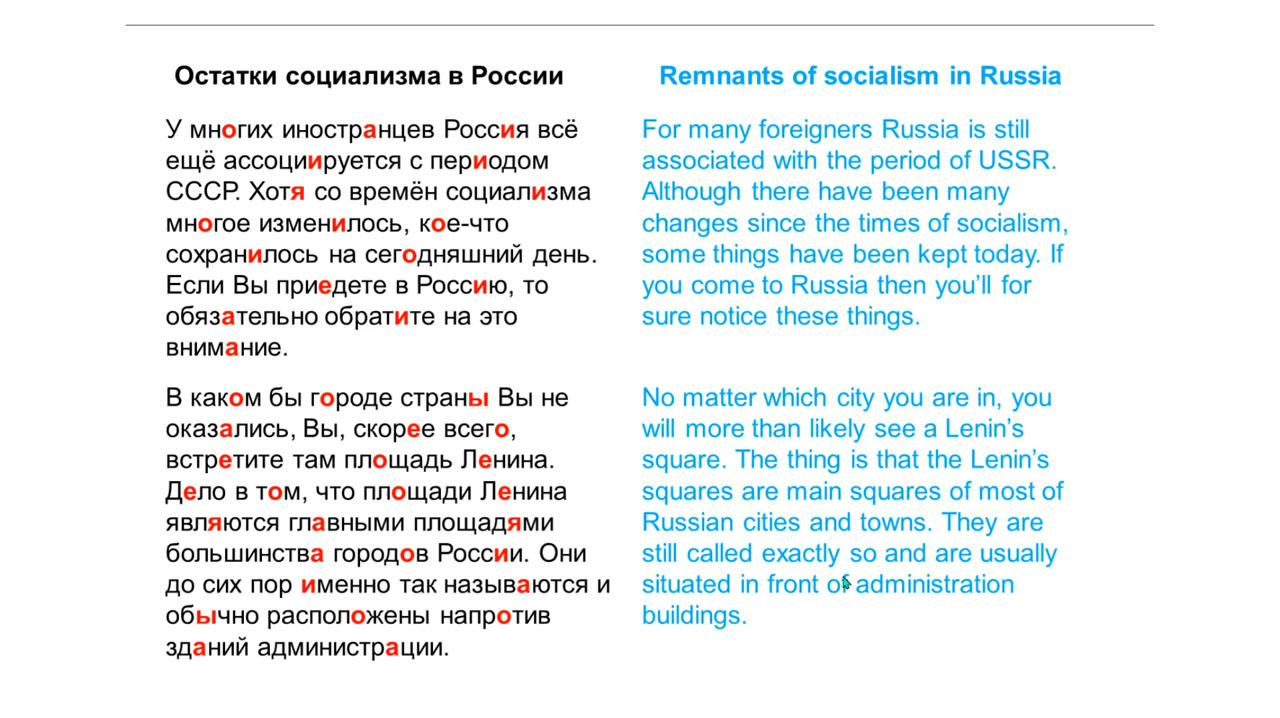 Остатки социализма в России
У многих иностранцев Россия всё
ещё ассоциируется с периодом
СССР. Хотя со времён социализма
многое изменилось, кое-что
сохранилось на сегодняшний день.
Если Вы приедете в Россию, то
обязательно обратите на это
внимание.
В каком бы городе страны Вы не
оказались, Вы, скорее всего,
встретите там площадь Ленина.
Дело в том, что площади Ленина
являются главными площадями
большинства городов России. Они
до сих пор именно так называются и
обычно расположены напротив
зданий администрации.
Remnants of socialism in Russia
For many foreigners Russia is still
associated with the period of USSR.
Although there have been many
changes since the times of socialism,
some things have been kept today. If
you come to Russia then you’ll for
sure notice these things.
No matter which city you are in, you
will more than likely see a Lenin’s
square. The thing is that the Lenin’s
squares are main squares of most of
Russian cities and towns. They are
still called exactly so and are usually
situated in front of administration
buildings.